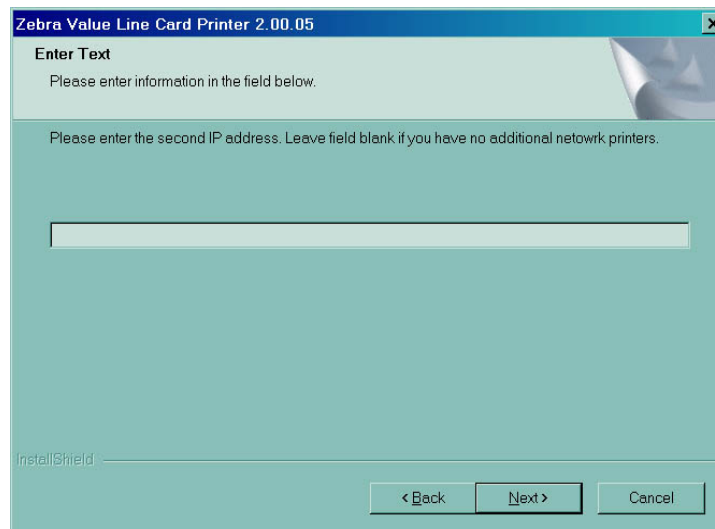 Zebra Value Line Card Printer 2.00.05
Enter Text
Please enter information in the field below.
Please enter the second IP address. Leave field blank if you have no additional netowrk printers.
InstallShield
< Back
Next >
Cancel